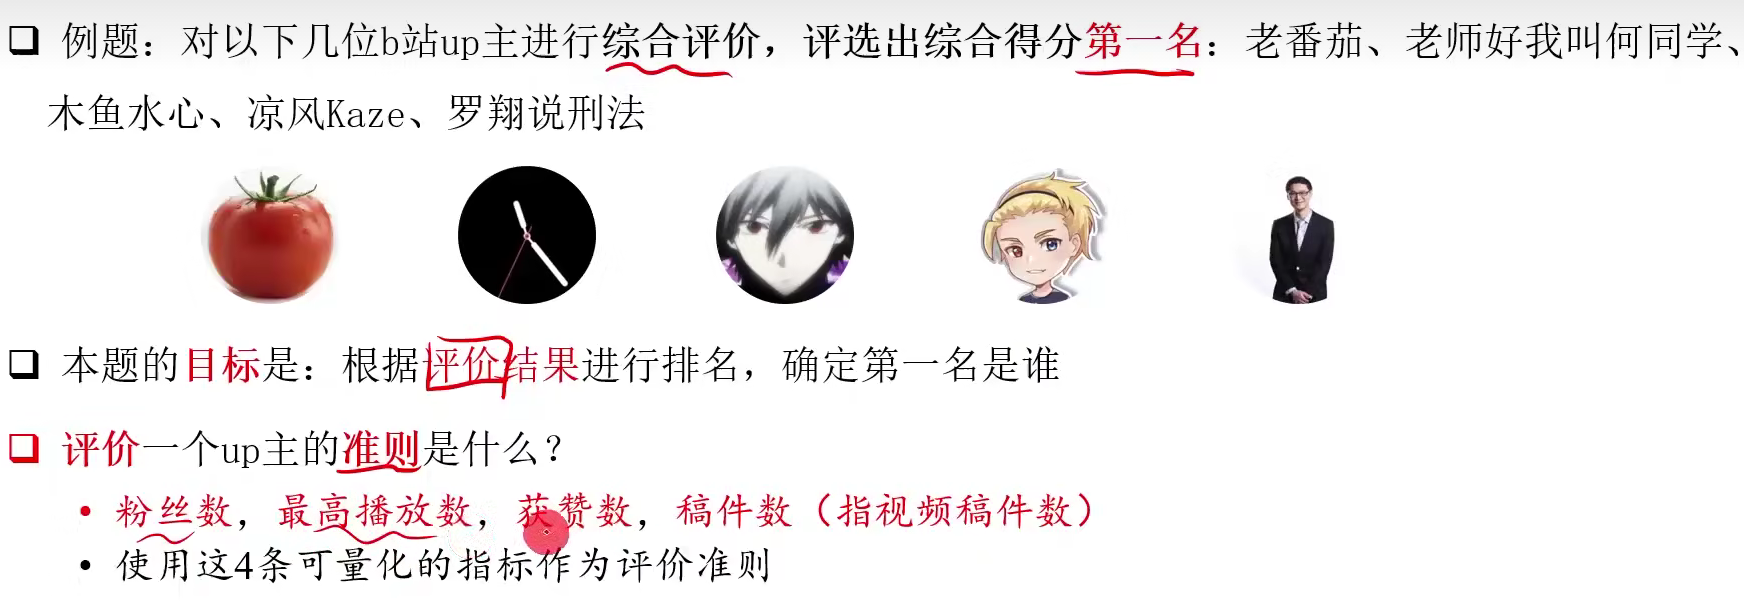 ❑ 例题：对以下几位b站up主进行综合评价，评选出综合得分第一名：老番茄、老师好我叫何同学、
木鱼水心、凉风Kaze、罗翔说刑法
❑ 本题的目标是：根据评价结果进行排名，确定第一名是谁
❑ 评价一个up主的准则是什么？
• 粉丝数，最高播放数，获赞数，稿件数（指视频稿件数）
• 使用这4条可量化的指标作为评价准则